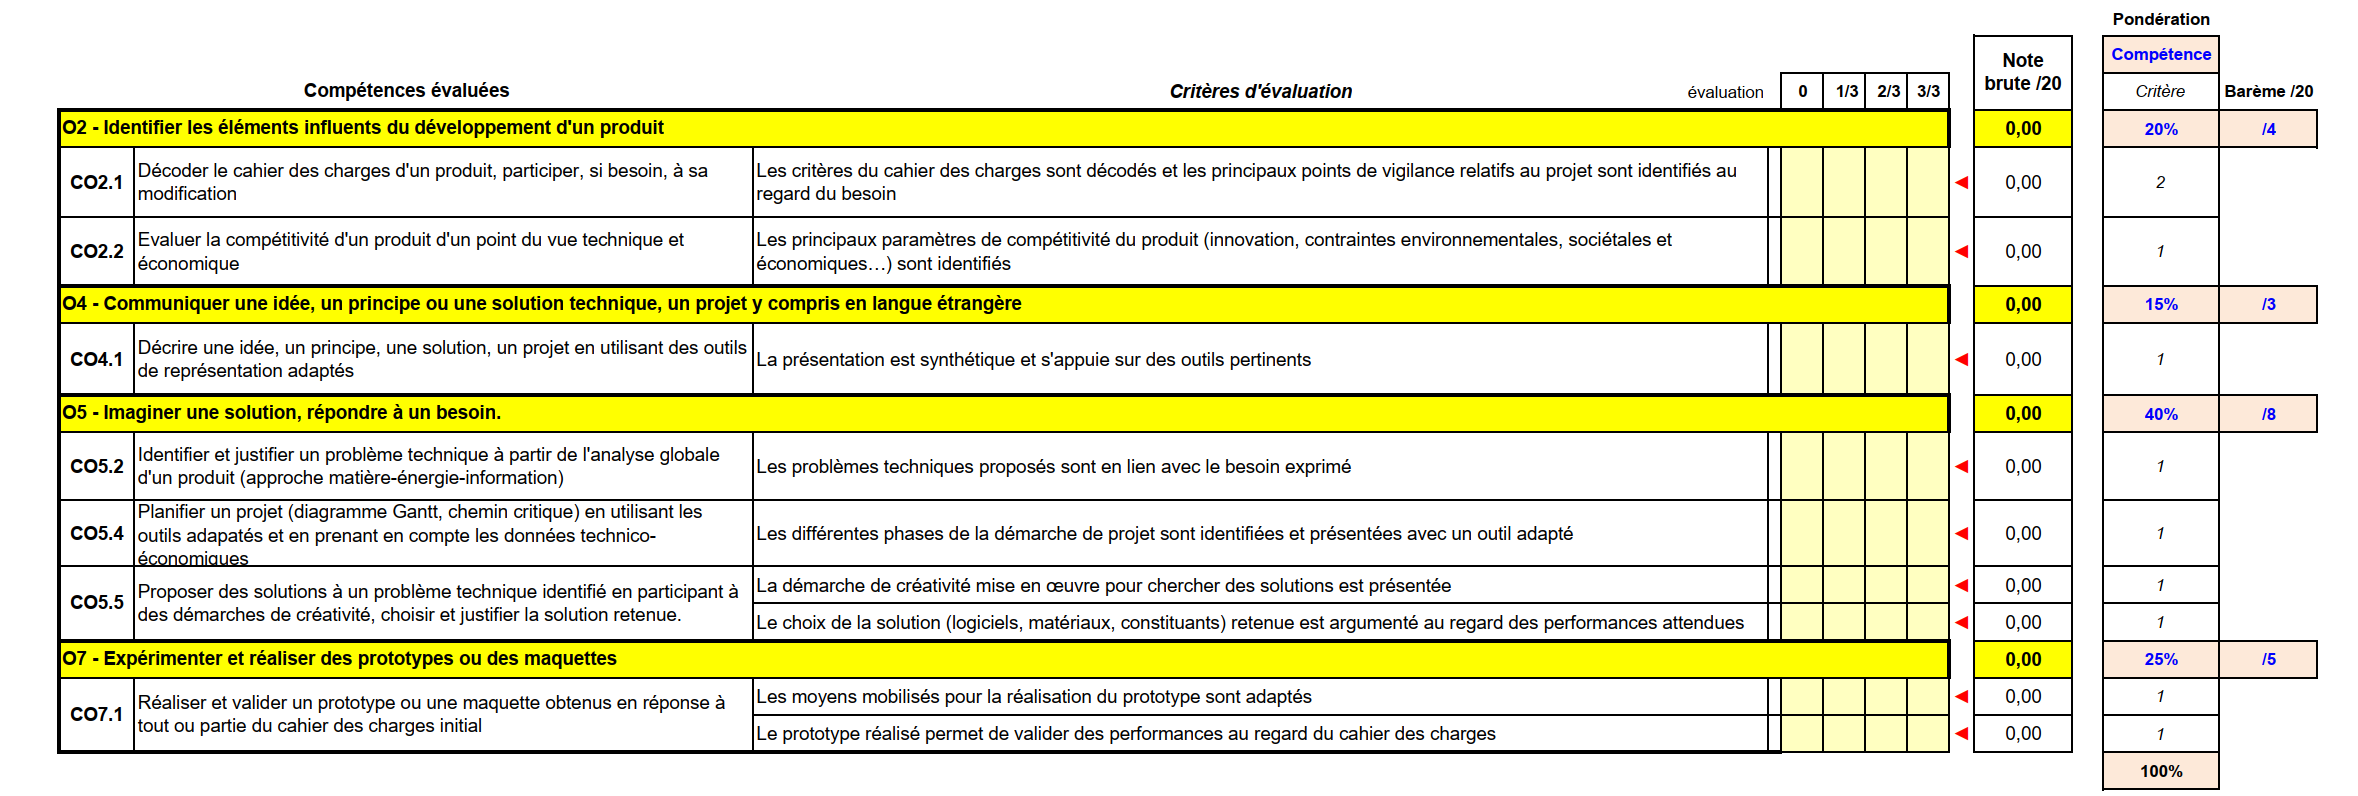 Pondération
Compétence
Note
brute /20
Compétences évaluées Critères d'évaluation évaluation 0 1/3 2/3 3/3 Critère Barème /20
O2 - Identifier les éléments influents du développement d'un produit 0,00 20% /4
CO2.1 Décoder le cahier des charges d'un produit, participer, si besoin, à sa
modification
Les critères du cahier des charges sont décodés et les principaux points de vigilance relatifs au projet sont identifiés au
regard du besoin
0,00 2
CO2.2 Evaluer la compétitivité d'un produit d'un point du vue technique et
économique
Les principaux paramètres de compétitivité du produit (innovation, contraintes environnementales, sociétales et
économiques…) sont identifiés
0,00 1
O4 - Communiquer une idée, un principe ou une solution technique, un projet y compris en langue étrangère 0,00 15% /3
CO4.1 Décrire une idée, un principe, une solution, un projet en utilisant des outils
de représentation adaptés
La présentation est synthétique et s'appuie sur des outils pertinents
0,00 1
O5 - Imaginer une solution, répondre à un besoin. 0,00 40% /8
CO5.2 Identifier et justifier un problème technique à partir de l'analyse globale
d'un produit (approche matière-énergie-information)
Les problèmes techniques proposés sont en lien avec le besoin exprimé
0,00 1
CO5.4 Planifier un projet (diagramme Gantt, chemin critique) en utilisant les
outils adapatés et en prenant en compte les données technico-
économiques
Les différentes phases de la démarche de projet sont identifiées et présentées avec un outil adapté
0,00 1
CO5.5 Proposer des solutions à un problème technique identifié en participant à
des démarches de créativité, choisir et justifier la solution retenue.
La démarche de créativité mise en œuvre pour chercher des solutions est présentée 0,00 1
Le choix de la solution (logiciels, matériaux, constituants) retenue est argumenté au regard des performances attendues 0,00 1
O7 - Expérimenter et réaliser des prototypes ou des maquettes 0,00 25% /5
CO7.1 Réaliser et valider un prototype ou une maquette obtenus en réponse à
tout ou partie du cahier des charges initial
Les moyens mobilisés pour la réalisation du prototype sont adaptés 0,00 1
Le prototype réalisé permet de valider des performances au regard du cahier des charges 0,00 1
100%